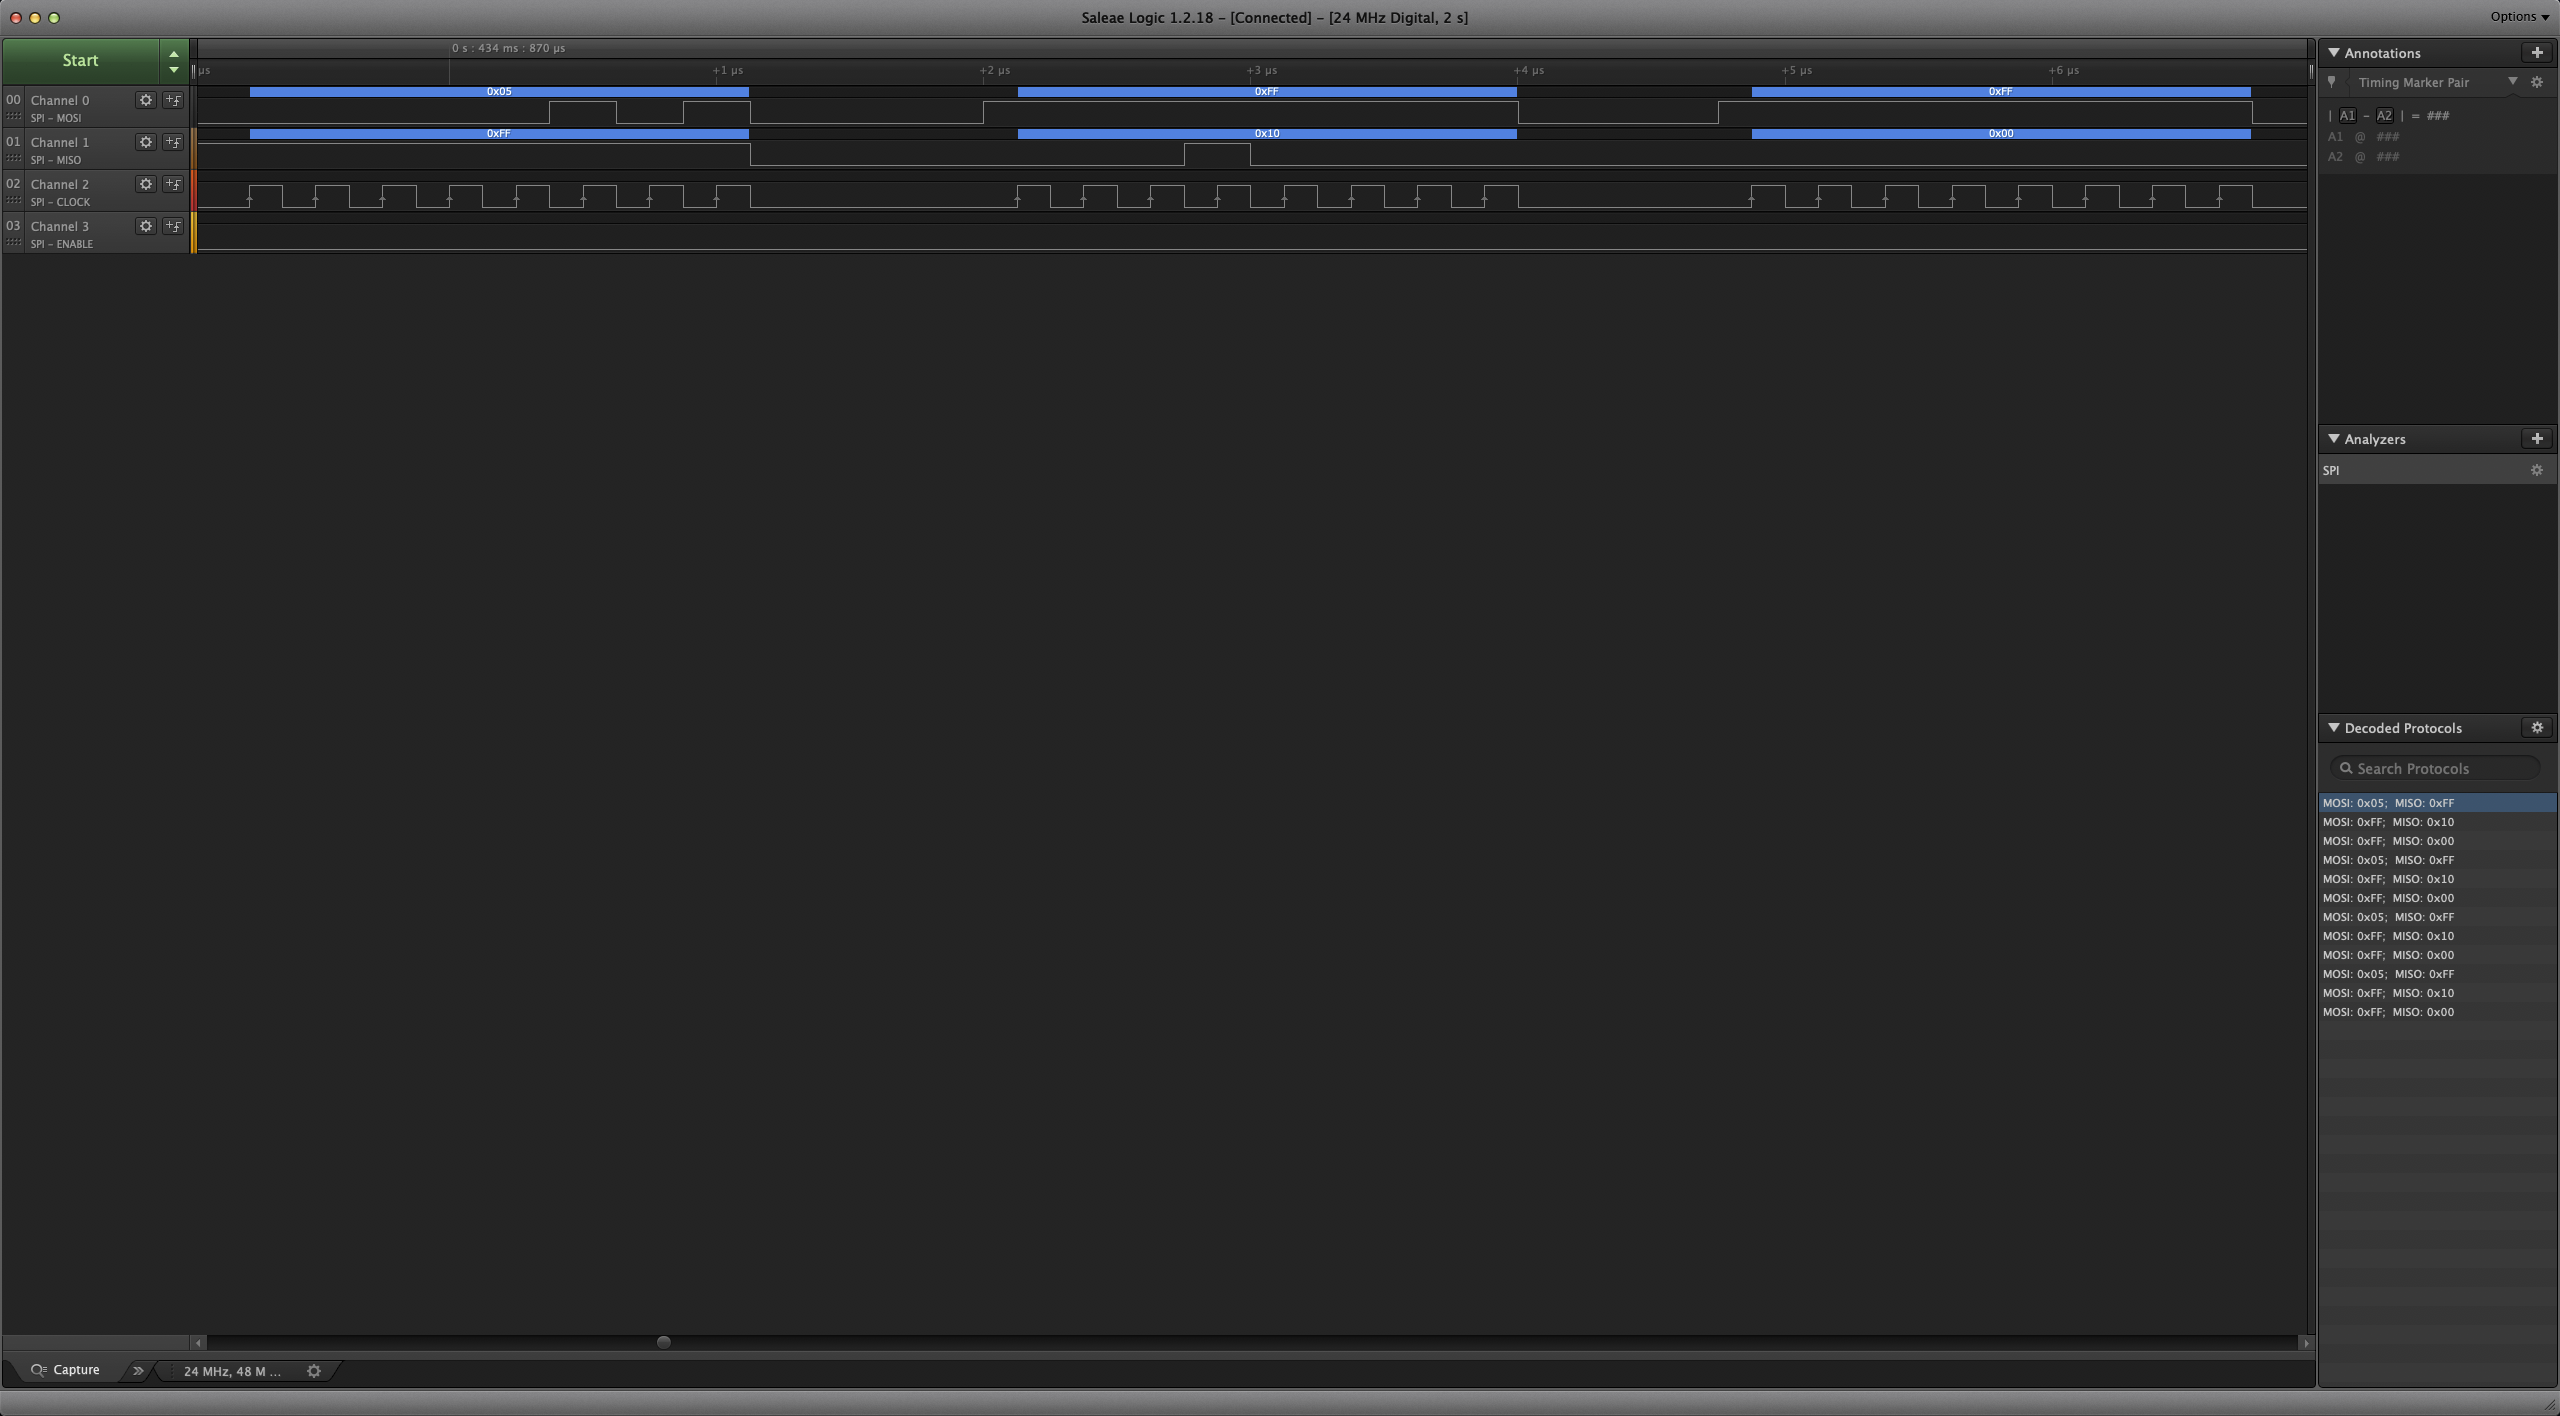 Saleae Logic 1.2.18 – [Connected] – [24 MHz Digital, 2 s]
Options
Start
0 s : 434 ms : 870 µs
µs
+1 µs
+2 µs
+3 µs
+4 µs
+5 µs
+6 µs
00
Channel 0
SPI – MOSI
0x05
0xFF
0xFF
01
Channel 1
SPI – MISO
0xFF
0x10
0x00
02
Channel 2
SPI – CLOCK
03
Channel 3
SPI – ENABLE
Annotations
Timing Marker Pair
| A1 – A2 | = ###
A1 @ ###
A2 @ ###
Analyzers
SPI
Decoded Protocols
Search Protocols
MOSI: 0x05; MISO: 0xFF
MOSI: 0xFF; MISO: 0x10
MOSI: 0xFF; MISO: 0x00
MOSI: 0x05; MISO: 0xFF
MOSI: 0xFF; MISO: 0x10
MOSI: 0xFF; MISO: 0x00
MOSI: 0x05; MISO: 0xFF
MOSI: 0xFF; MISO: 0x10
MOSI: 0xFF; MISO: 0x00
MOSI: 0x05; MISO: 0xFF
MOSI: 0xFF; MISO: 0x10
MOSI: 0xFF; MISO: 0x00
Capture
24 MHz, 48 M ...